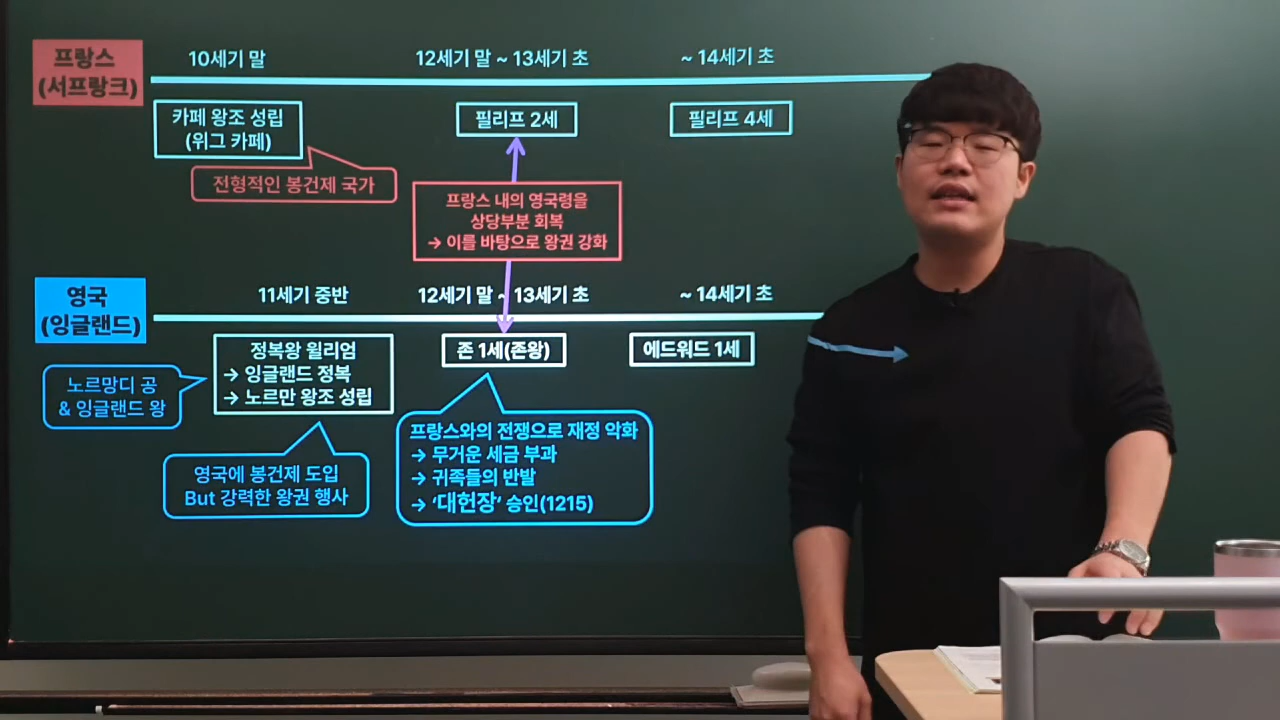 프랑스
(서프랑크)
10세기 말
12세기 말 ~ 13세기 초
~ 14세기 초
카페 왕조 성립
(위그 카페)
필리프 2세
필리프 4세
전형적인 봉건제 국가
프랑스 내의 영국령을
상당부분 회복
→ 이를 바탕으로 왕권 강화
영국
(잉글랜드)
11세기 중반
12세기 말 ~ 13세기 초
~ 14세기 초
정복왕 윌리엄
→ 잉글랜드 정복
→ 노르만 왕조 성립
존 1세(존왕)
에드워드 1세
노르망디 공
& 잉글랜드 왕
영국에 봉건제 도입
But 강력한 왕권 행사
프랑스와의 전쟁으로 재정 악화
→ 무거운 세금 부과
→ 귀족들의 반발
→ ‘대헌장‘ 승인(1215)